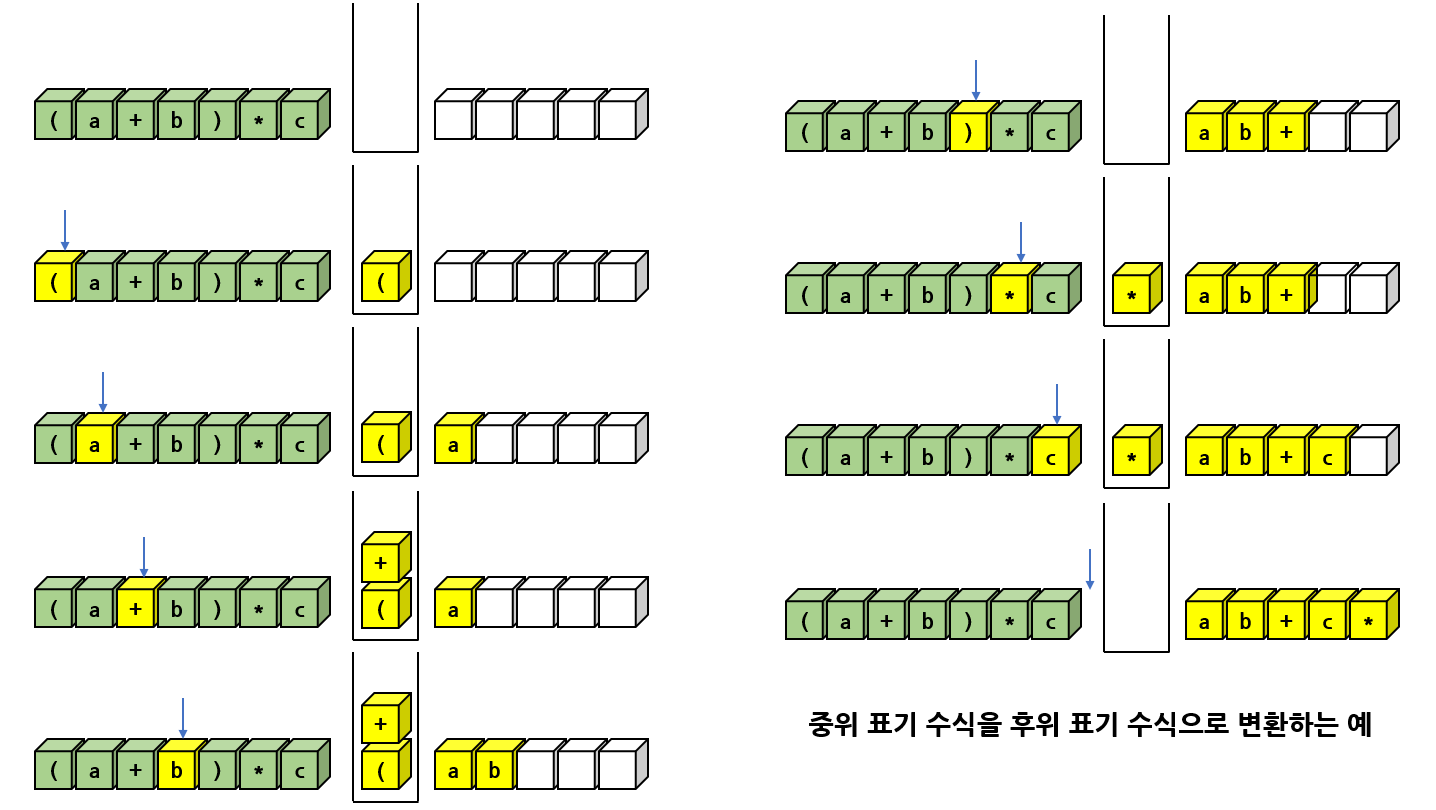 ( a + b ) * c
( a + b ) * c (
( a + b ) * c ( a
+
( a + b ) * c ( a
+
( a + b ) * c ( a b
( a + b ) * c a b +
( a + b ) * c * a b +
( a + b ) * c * a b + c
( a + b ) * c a b + c *
중위 표기 수식을 후위 표기 수식으로 변환하는 예